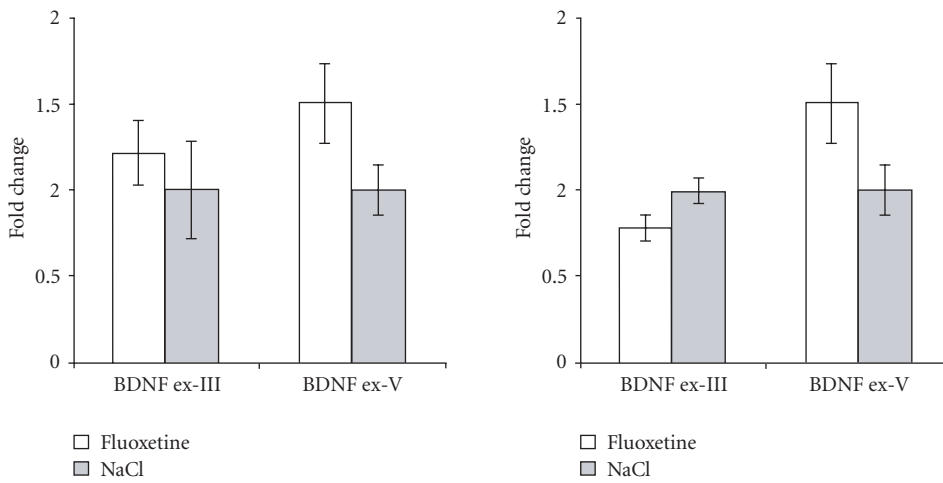 2
1.5
2
0.5
0
Fold change
BDNF ex-III BDNF ex-V
Fluoxetine
NaCl
2
1.5
2
0.5
0
Fold change
BDNF ex-III BDNF ex-V
Fluoxetine
NaCl